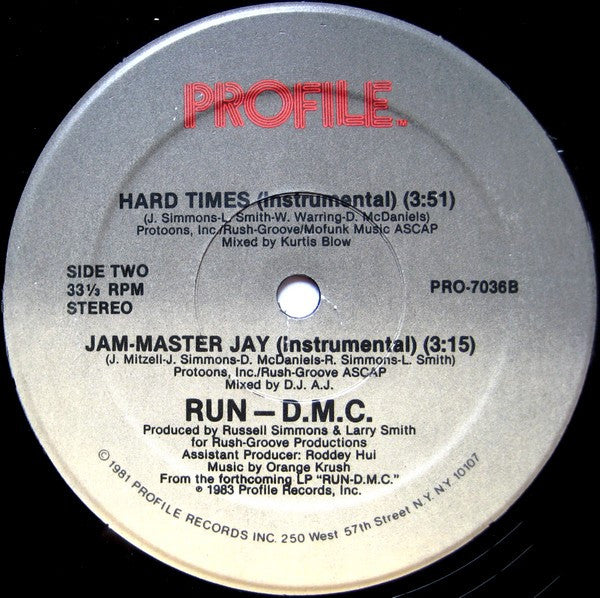 PROFILE™
HARD TIMES (instrumental) (3:51)
(J. Simmons-L. Smith-W. Warring-D. McDaniels)
Protoons, Inc./Rush-Groove/Mofunk Music ASCAP
Mixed by Kurtis Blow
SIDE TWO
33⅓ RPM
STEREO
PRO-7036B
JAM-MASTER JAY (instrumental) (3:15)
(J. Mitzell-J. Simmons-D. McDaniels-R. Simmons-L. Smith)
Protoons, Inc./Rush-Groove ASCAP
Mixed by D.J. A.J.
RUN — D.M.C.
Produced by Russell Simmons & Larry Smith
for Rush-Groove Productions
Assistant Producer: Roddey Hui
Music by Orange Krush
From the forthcoming LP "RUN-D.M.C."
℗ 1983 Profile Records, Inc.
© 1981 PROFILE RECORDS INC. 250 West 57th Street N.Y. N.Y. 10107